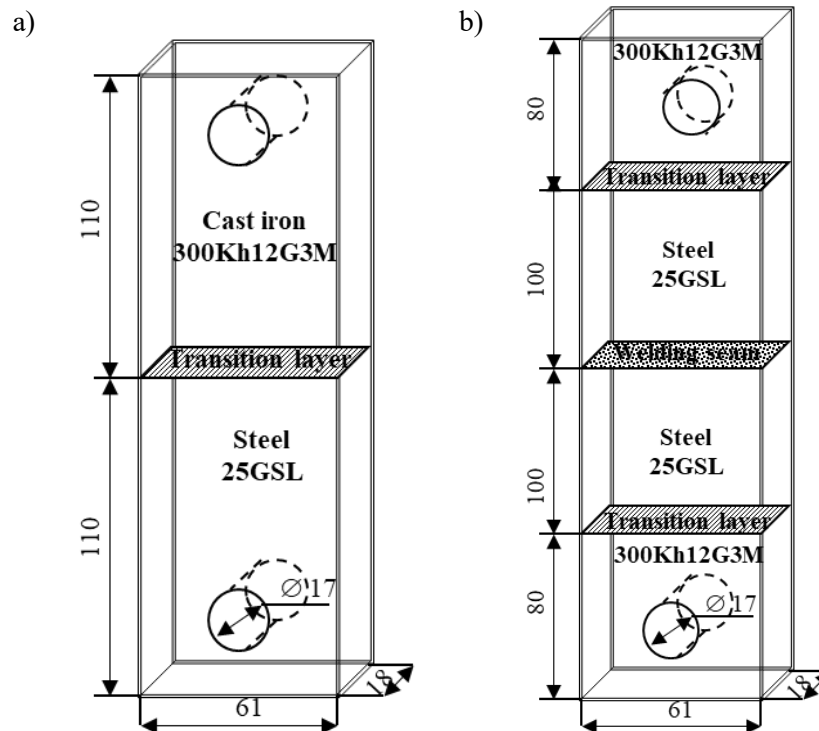 a)
110
Cast iron
300Kh12G3M
Transition layer
110
Steel
25GSL
∅17
18
61
b)
300Kh12G3M
80
Transition layer
Steel
25GSL
100
Welding seam
Steel
25GSL
100
Transition layer
300Kh12G3M
80
∅17
18
61